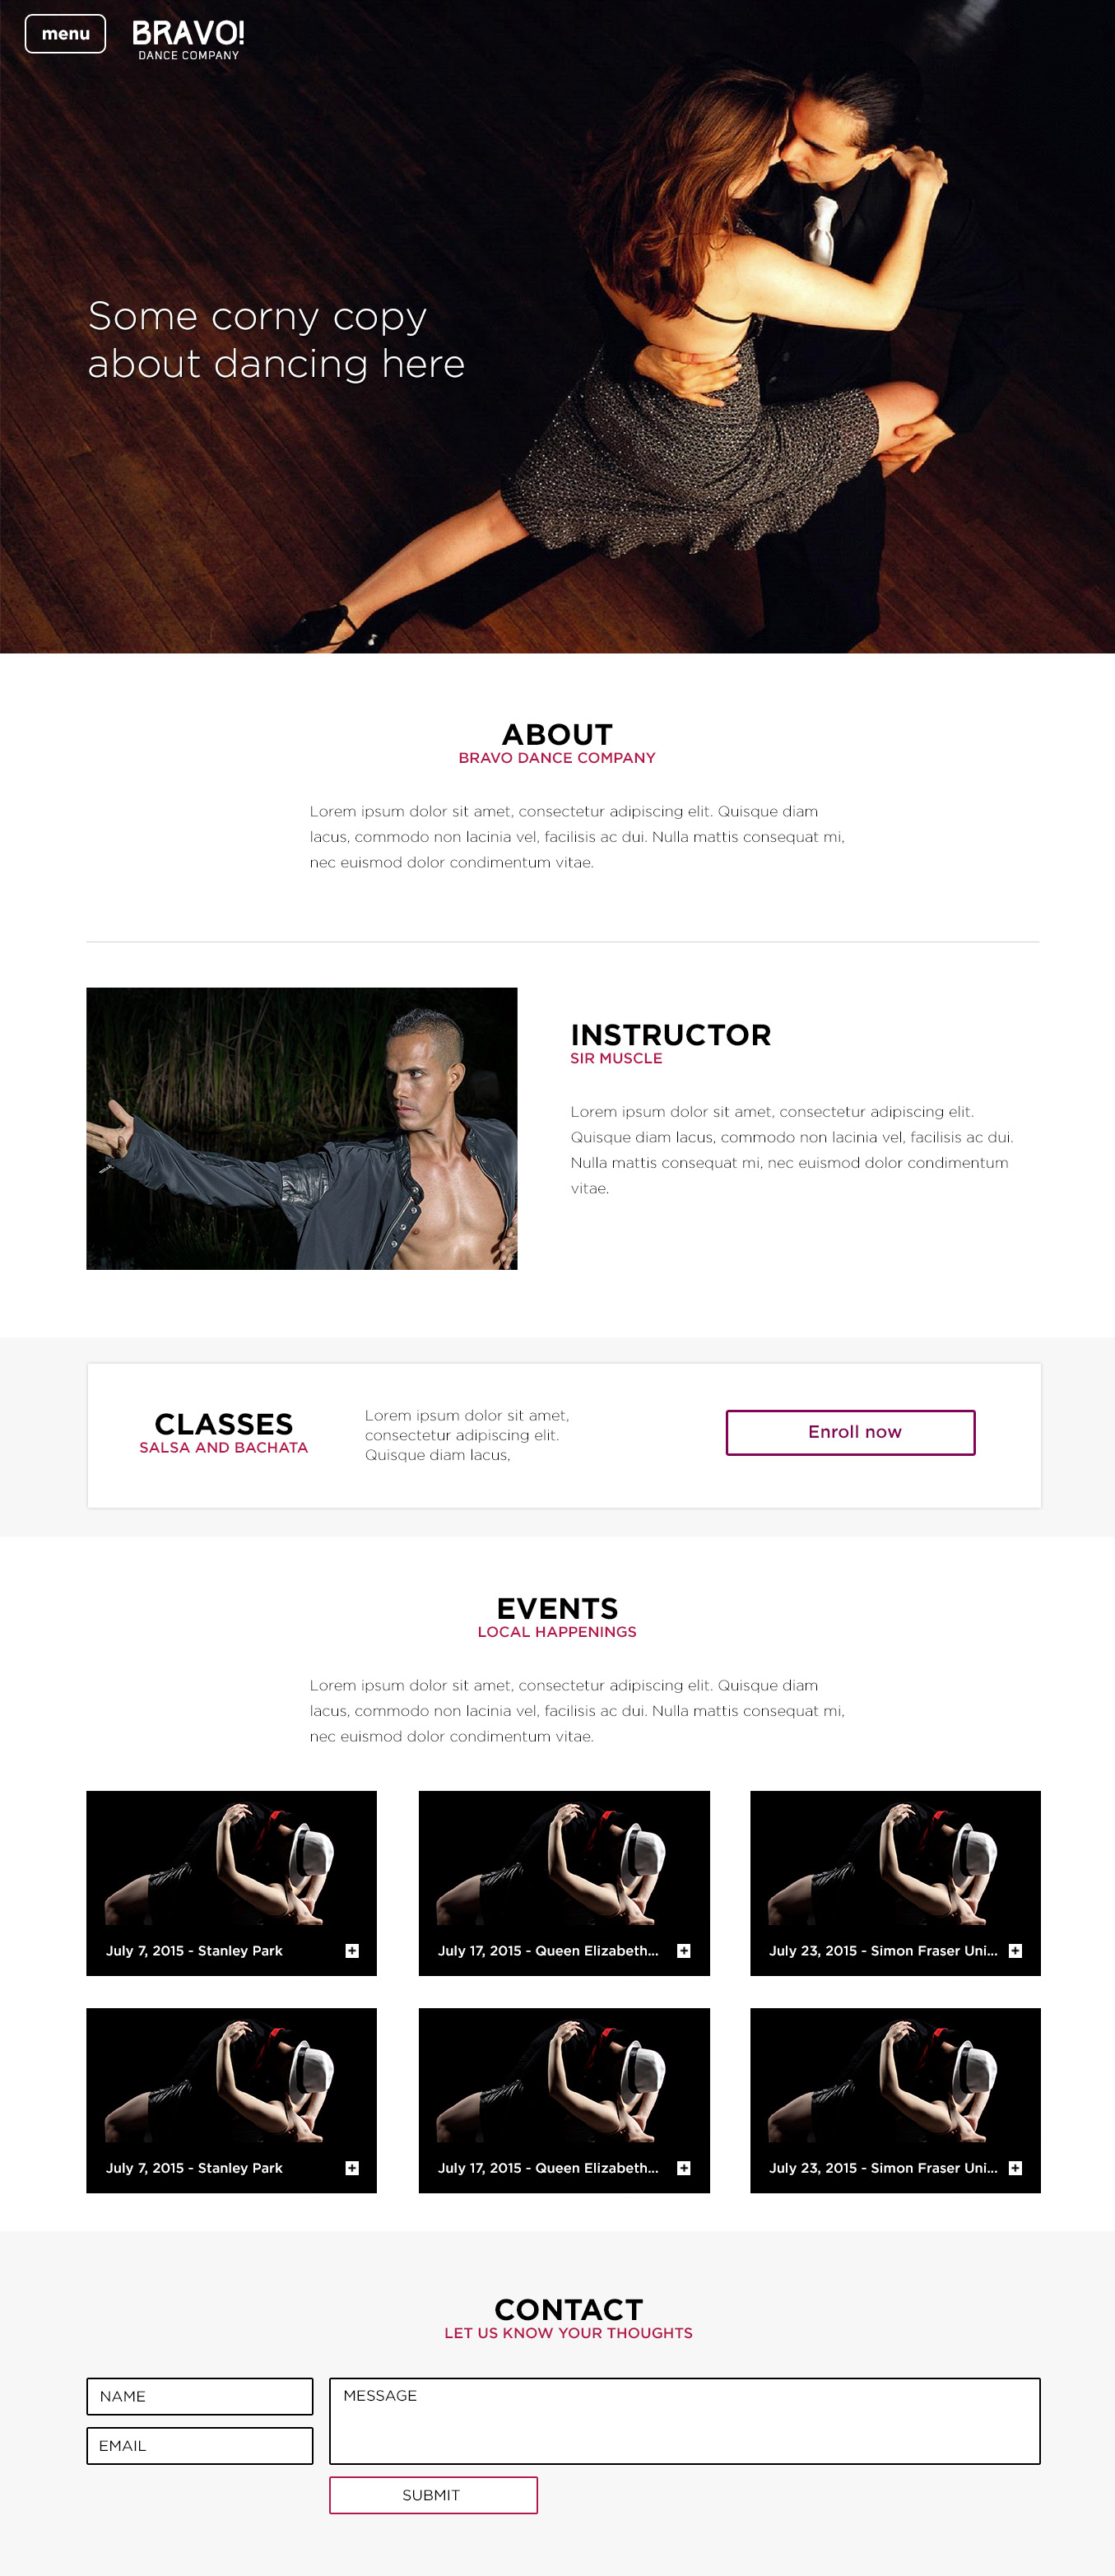 menu
BRAVO!
DANCE COMPANY
Some corny copy
about dancing here
ABOUT
BRAVO DANCE COMPANY
Lorem ipsum dolor sit amet, consectetur adipiscing elit. Quisque diam
lacus, commodo non lacinia vel, facilisis ac dui. Nulla mattis consequat mi,
nec euismod dolor condimentum vitae.
INSTRUCTOR
SIR MUSCLE
Lorem ipsum dolor sit amet, consectetur adipiscing elit.
Quisque diam lacus, commodo non lacinia vel, facilisis ac dui.
Nulla mattis consequat mi, nec euismod dolor condimentum
vitae.
CLASSES
SALSA AND BACHATA
Lorem ipsum dolor sit amet,
consectetur adipiscing elit.
Quisque diam lacus,
Enroll now
EVENTS
LOCAL HAPPENINGS
Lorem ipsum dolor sit amet, consectetur adipiscing elit. Quisque diam
lacus, commodo non lacinia vel, facilisis ac dui. Nulla mattis consequat mi,
nec euismod dolor condimentum vitae.
July 7, 2015 - Stanley Park
July 17, 2015 - Queen Elizabeth...
July 23, 2015 - Simon Fraser Uni...
July 7, 2015 - Stanley Park
July 17, 2015 - Queen Elizabeth...
July 23, 2015 - Simon Fraser Uni...
CONTACT
LET US KNOW YOUR THOUGHTS
NAME
EMAIL
MESSAGE
SUBMIT